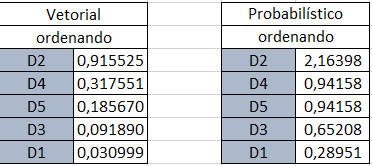 Vetorial
ordenando
D2 0,915525
D4 0,317551
D5 0,185670
D3 0,091890
D1 0,030999
Probabilístico
ordenando
D2 2,16398
D4 0,94158
D5 0,94158
D3 0,65208
D1 0,28951